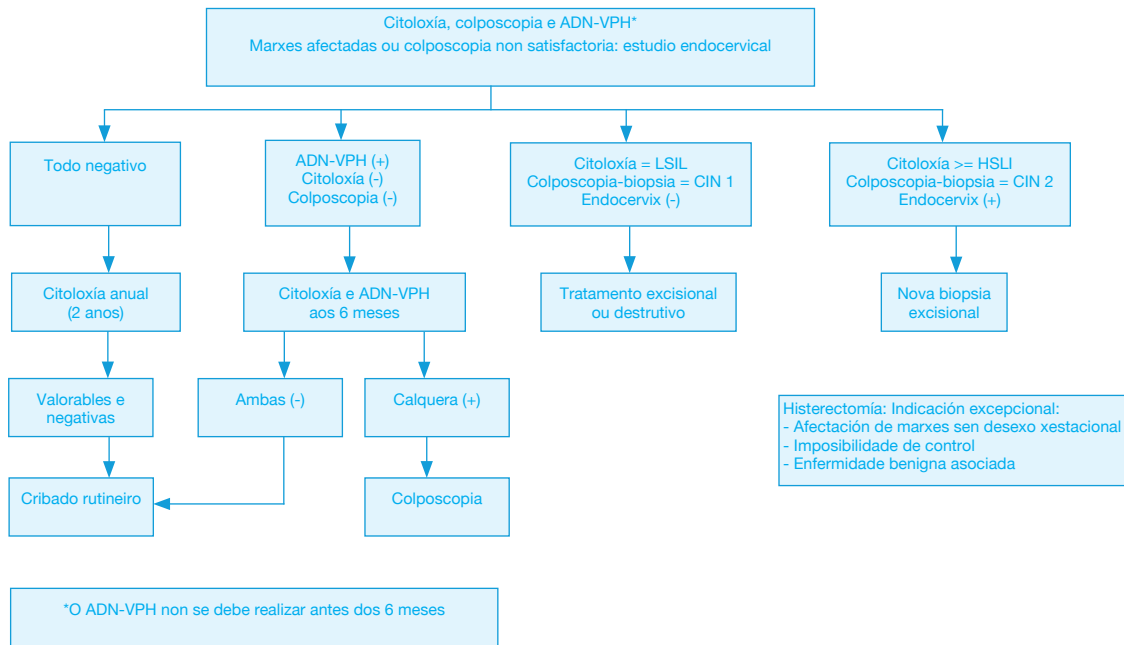 Citoloxía, colposcopia e ADN-VPH*
Marxes afectadas ou colposcopia non satisfactoria: estudio endocervical
Todo negativo
ADN-VPH (+)
Citoloxía (-)
Colposcopia (-)
Citoloxía = LSIL
Colposcopia-biopsia = CIN 1
Endocervix (-)
Citoloxía >= HSLI
Colposcopia-biopsia = CIN 2
Endocervix (+)
Citoloxía anual
(2 anos)
Citoloxía e ADN-VPH
aos 6 meses
Tratamento excisional
ou destrutivo
Nova biopsia
excisional
Valorables e
negativas
Ambas (-)
Calquera (+)
Histerectomía: Indicación excepcional:
- Afectación de marxes sen desexo xestacional
- Imposibilidade de control
- Enfermidade benigna asociada
Cribado rutineiro
Colposcopia
*O ADN-VPH non se debe realizar antes dos 6 meses